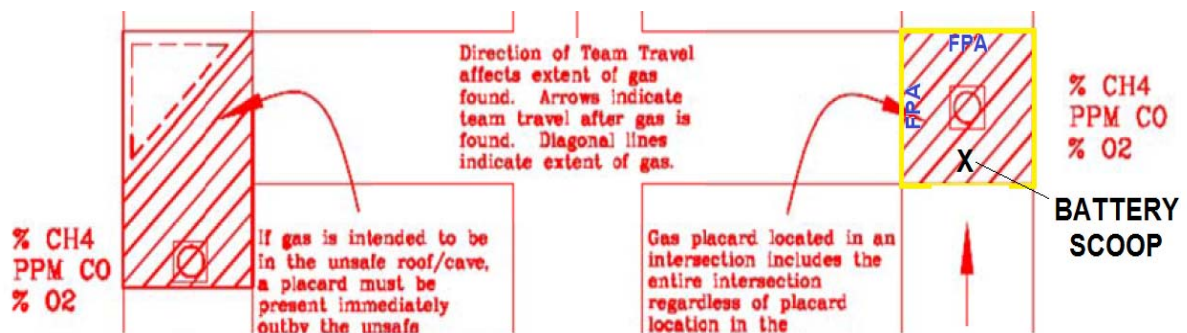 Direction of Team Travel
affects extent of gas
found. Arrows indicate
team travel after gas is
found. Diagonal lines
indicate extent of gas.
% CH4
PPM CO
% O2
If gas is intended to be
in the unsafe roof/cave,
a placard must be
present immediately
outby the unsafe
FPA
FPA
X
% CH4
PPM CO
% O2
BATTERY
SCOOP
Gas placard located in an
intersection includes the
entire intersection
regardless of placard
location in the